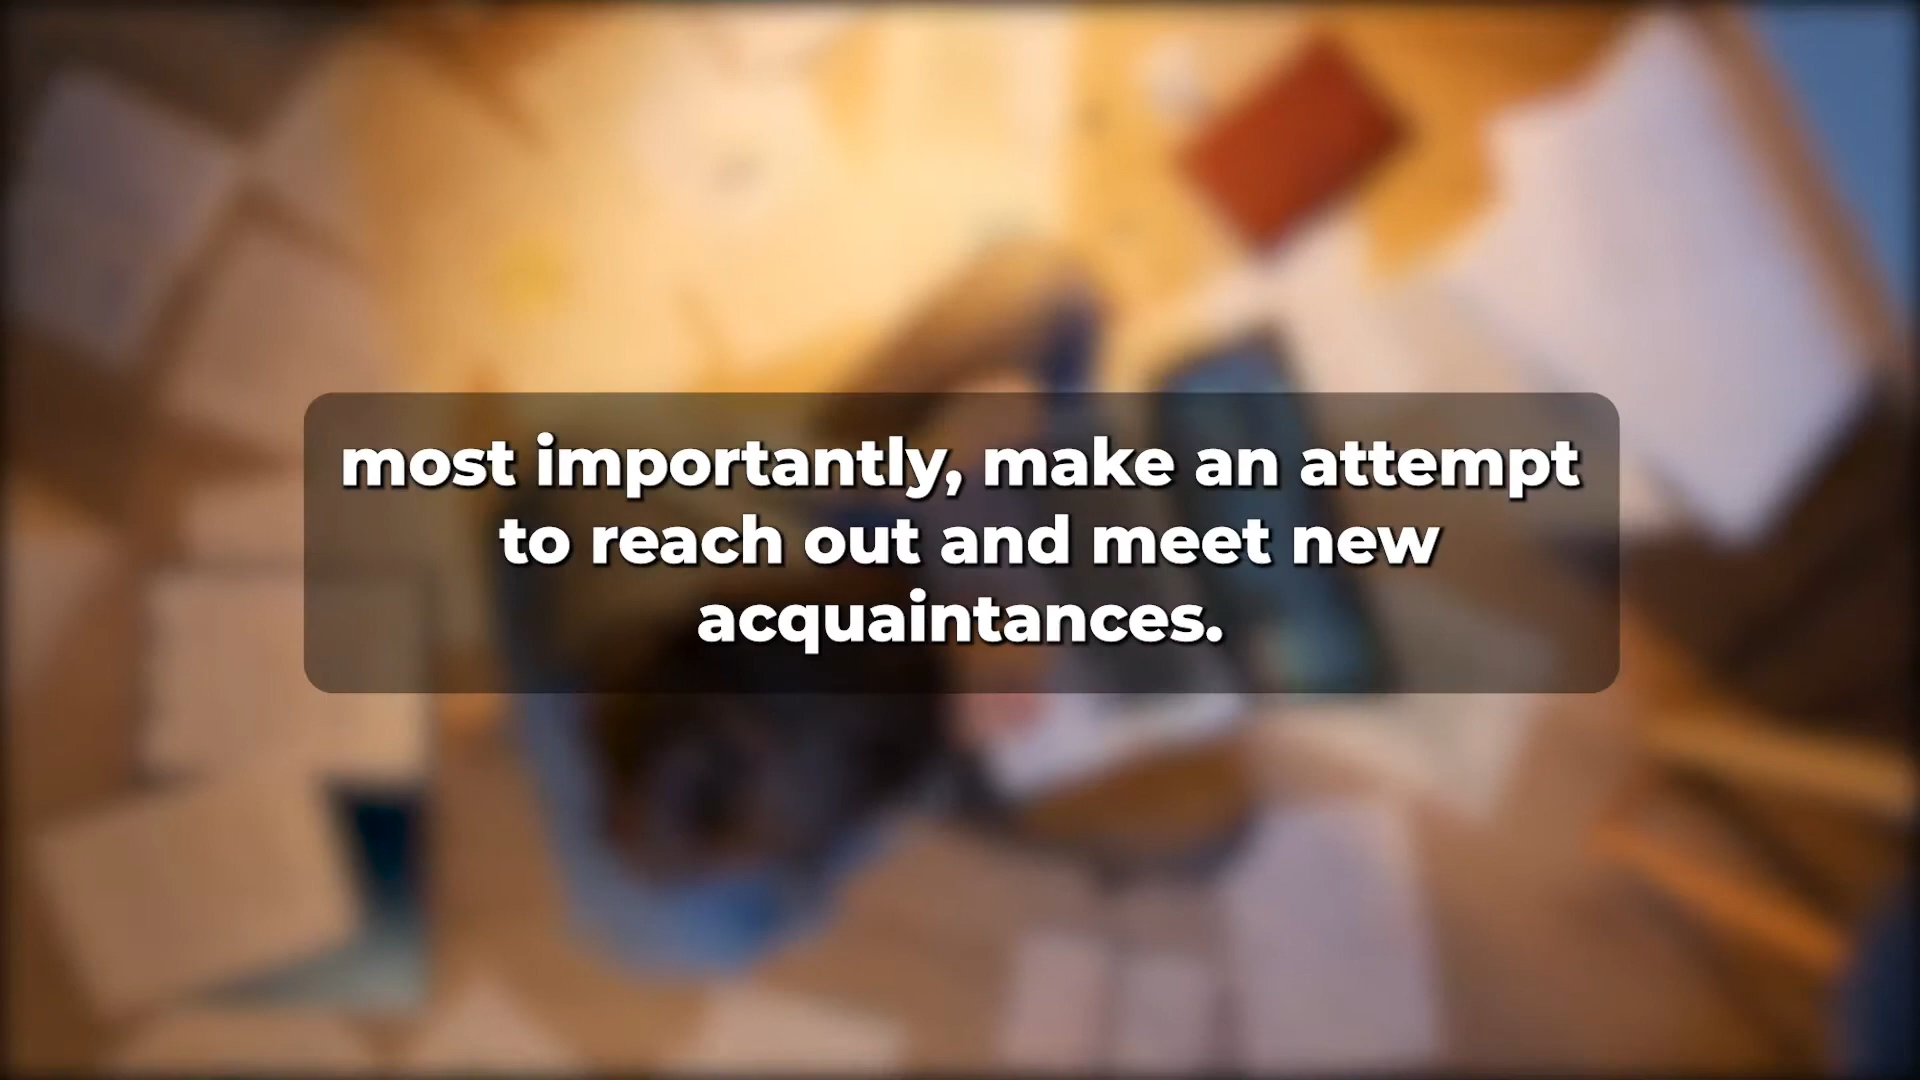 most importantly, make an attempt
to reach out and meet new
acquaintances.